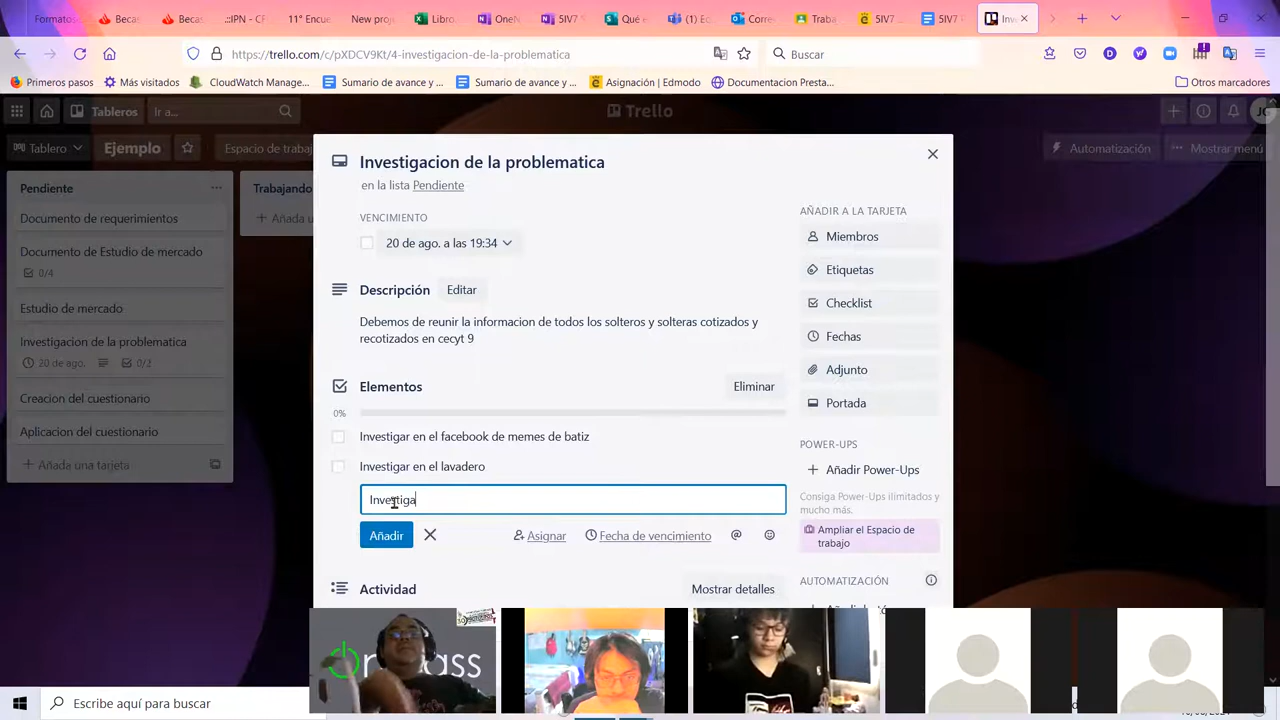 Becas
Becas
.:IPN - CF
11° Encue
New proj
Libro.
OneN
5IV7
Qué e
(1) Ec
Corre
Trabaj
5IV7
5IV7
Inve
https://trello.com/c/pXDCV9Kt/4-investigacion-de-la-problematica
Buscar
Primeros pasos
Más visitados
CloudWatch Manage...
Sumario de avance y ...
Sumario de avance y ...
Asignación | Edmodo
Documentacion Presta...
Otros marcadores
Tableros
Ir a...
Trello
JC
Tablero
Ejemplo
Espacio de trabaj
Automatización
Mostrar menú
Pendiente
Trabajando
Documento de requerimientos
+ Añada u
Documento de Estudio de mercado
0/4
Estudio de mercado
Investigacion de la problematica
20 de ago.
0/2
Creacion del cuestionario
Aplicacion del cuestionario
+ Añada una tarjeta
Investigacion de la problematica
en la lista Pendiente
VENCIMIENTO
20 de ago. a las 19:34
Descripción
Editar
Debemos de reunir la informacion de todos los solteros y solteras cotizados y
recotizados en cecyt 9
Elementos
Eliminar
0%
Investigar en el facebook de memes de batiz
Investigar en el lavadero
Investiga
Añadir
Asignar
Fecha de vencimiento
@
Actividad
Mostrar detalles
AÑADIR A LA TARJETA
Miembros
Etiquetas
Checklist
Fechas
Adjunto
Portada
POWER-UPS
+ Añadir Power-Ups
Consiga Power-Ups ilimitados y
mucho más.
Ampliar el Espacio de
trabajo
AUTOMATIZACIÓN
Escribe aquí para buscar